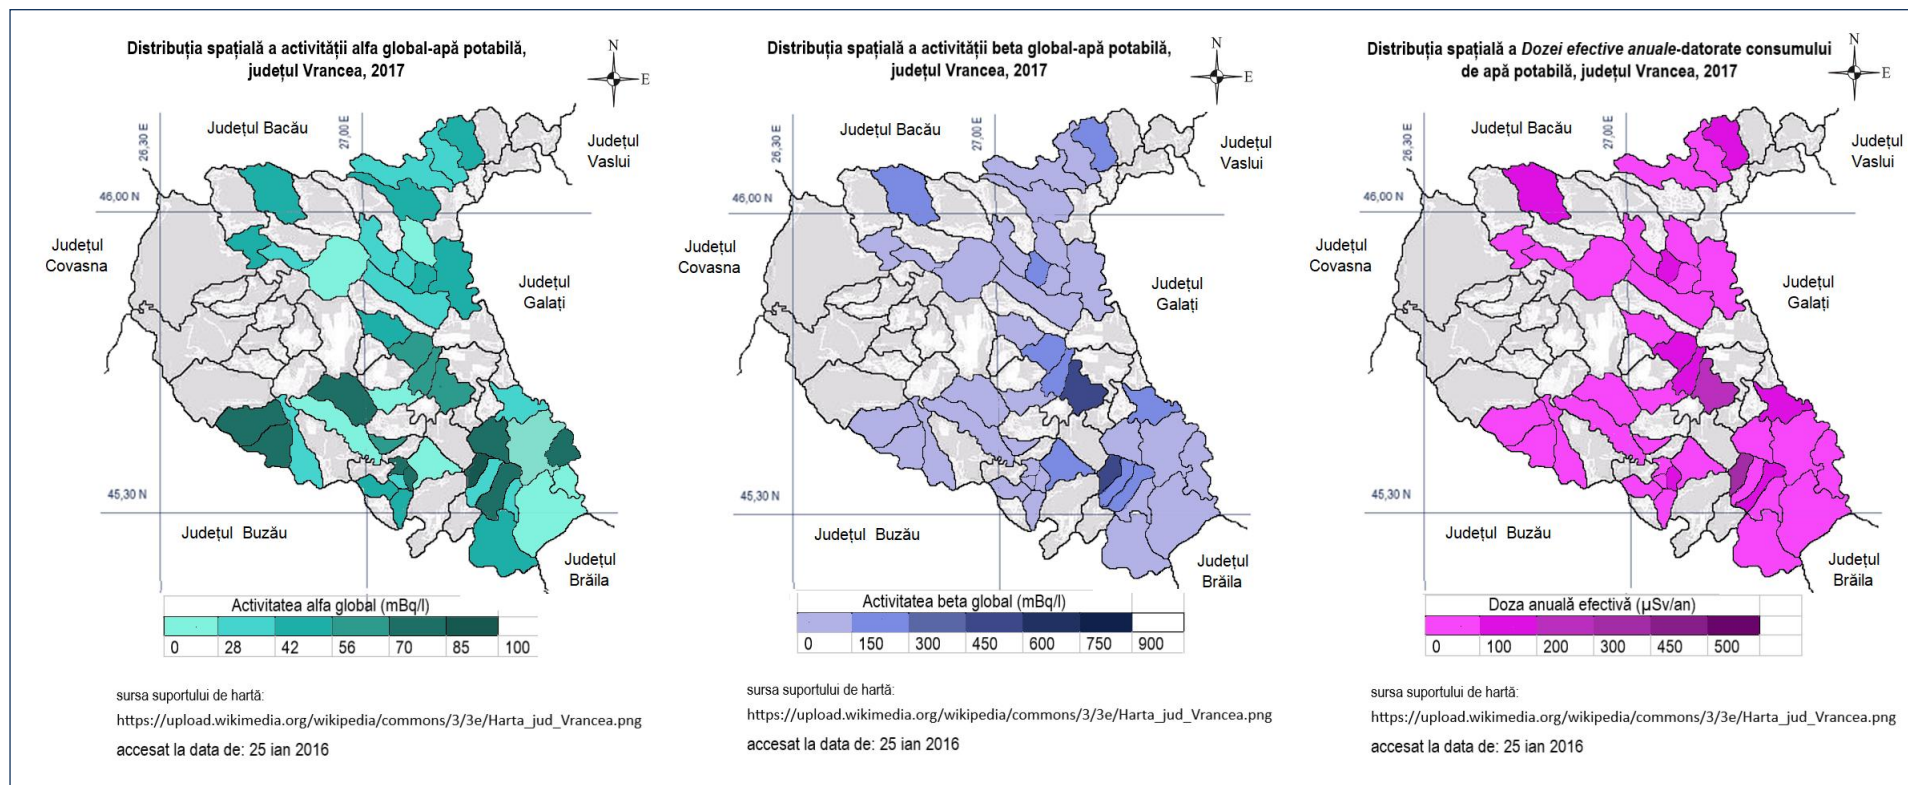 Distribuția spațială a activității alfa global-apă potabilă,
județul Vrancea, 2017
N
E
Județul Bacău
Județul
Vaslui
26,30 E
27,00 E
46,00 N
Județul
Covasna
Județul
Galați
45,30 N
Județul Buzău
Județul
Brăila
Activitatea alfa global (mBq/l)
0 28 42 56 70 85 100
sursa suportului de hartă:
https://upload.wikimedia.org/wikipedia/commons/3/3e/Harta_jud_Vrancea.png
accesat la data de: 25 ian 2016
Distribuția spațială a activității beta global-apă potabilă,
județul Vrancea, 2017
N
E
Județul Bacău
Județul
Vaslui
26,30 E
27,00 E
46,00 N
Județul
Covasna
Județul
Galați
45,30 N
Județul Buzău
Județul
Brăila
Activitatea beta global (mBq/l)
0 150 300 450 600 750 900
sursa suportului de hartă:
https://upload.wikimedia.org/wikipedia/commons/3/3e/Harta_jud_Vrancea.png
accesat la data de: 25 ian 2016
Distribuția spațială a Dozei efective anuale-datorate consumului
de apă potabilă, județul Vrancea, 2017
N
E
Județul Bacău
Județul
Vaslui
26,30 E
27,00 E
46,00 N
Județul
Covasna
Județul
Galați
45,30 N
Județul Buzău
Județul
Brăila
Doza anuală efectivă (µSv/an)
0 100 200 300 450 500
sursa suportului de hartă:
https://upload.wikimedia.org/wikipedia/commons/3/3e/Harta_jud_Vrancea.png
accesat la data de: 25 ian 2016